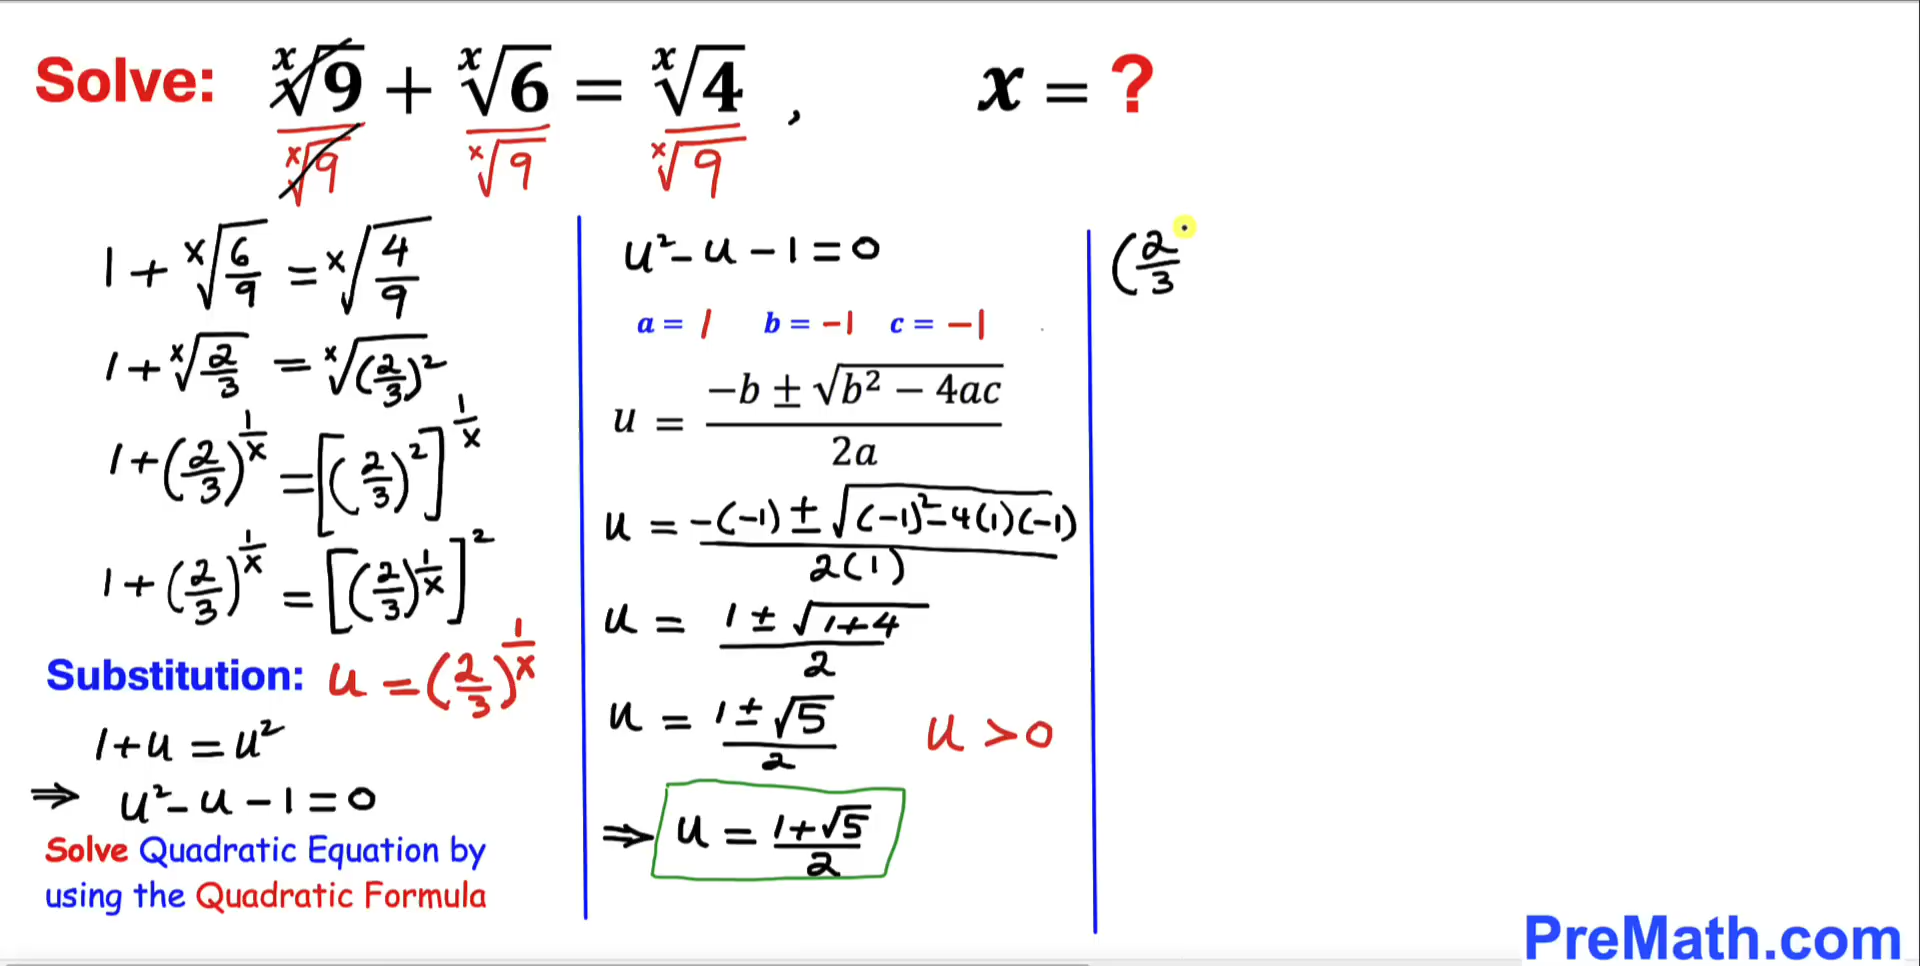 Solve: ˣ√9 + ˣ√6 = ˣ√4 , x = ?
ˣ√9 ˣ√9 ˣ√9
1 + ˣ√(6/9) = ˣ√(4/9)
1 + ˣ√(2/3) = ˣ√((2/3)²)
1 + (2/3)^(1/x) = [(2/3)²]^(1/x)
1 + (2/3)^(1/x) = [(2/3)^(1/x)]²
Substitution: u = (2/3)^(1/x)
1 + u = u²
⇒ u² - u - 1 = 0
Solve Quadratic Equation by
using the Quadratic Formula
u² - u - 1 = 0
a = 1 b = -1 c = -1
u = (-b ± √(b² - 4ac)) / 2a
u = (-(-1) ± √((-1)² - 4(1)(-1))) / 2(1)
u = (1 ± √(1+4)) / 2
u = (1 ± √5) / 2 u > 0
⇒ u = (1 + √5) / 2
(2/3
PreMath.com